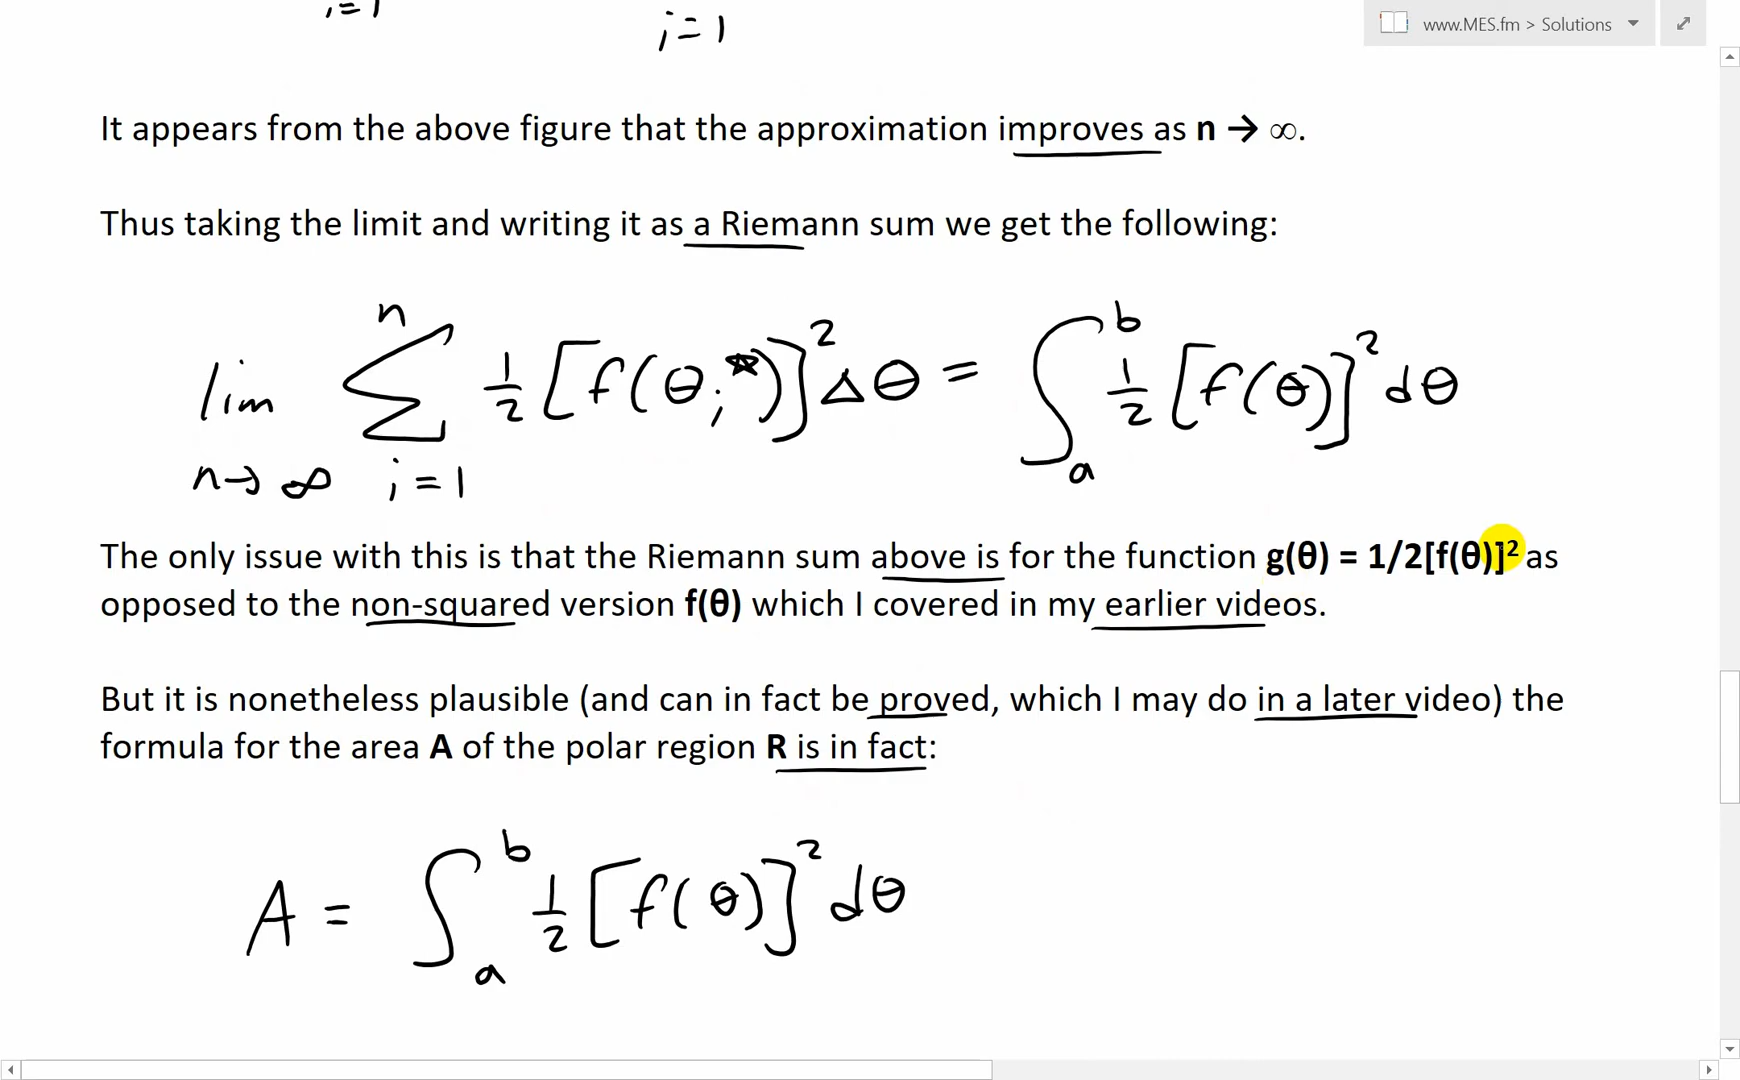 i=1 i=1
www.MES.fm > Solutions
It appears from the above figure that the approximation improves as n → ∞.
Thus taking the limit and writing it as a Riemann sum we get the following:
lim n→∞ ∑ i=1 n 1/2 [f(θi*)]² Δθ = ∫ a b 1/2 [f(θ)]² dθ
The only issue with this is that the Riemann sum above is for the function g(θ) = 1/2[f(θ)]² as
opposed to the non-squared version f(θ) which I covered in my earlier videos.
But it is nonetheless plausible (and can in fact be proved, which I may do in a later video) the
formula for the area A of the polar region R is in fact:
A = ∫ a b 1/2 [f(θ)]² dθ